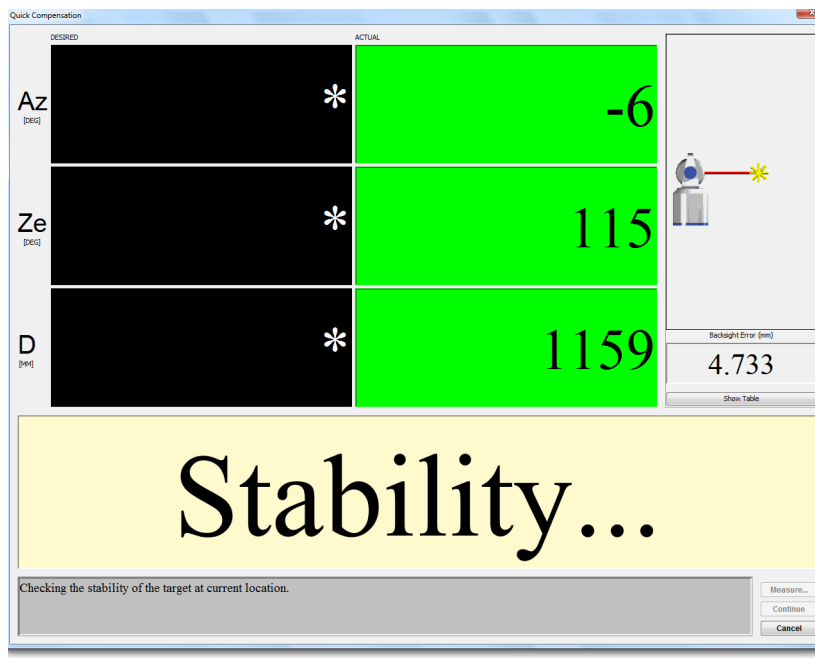 Quick Compensation
DESIRED
ACTUAL
Az
[DEG]
*
-6
Ze
[DEG]
*
115
D
[MM]
*
1159
Backsight Error (mm)
4.733
Show Table
Stability...
Checking the stability of the target at current location.
Measure...
Continue
Cancel